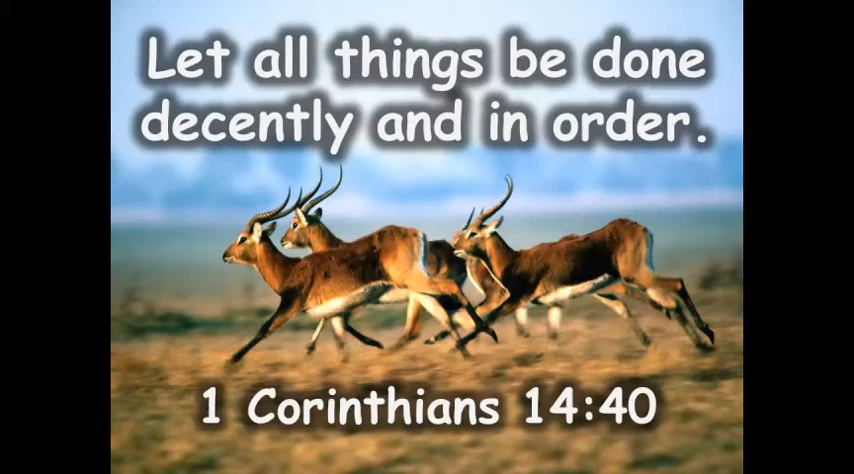 Let all things be done
decently and in order.
1 Corinthians 14:40